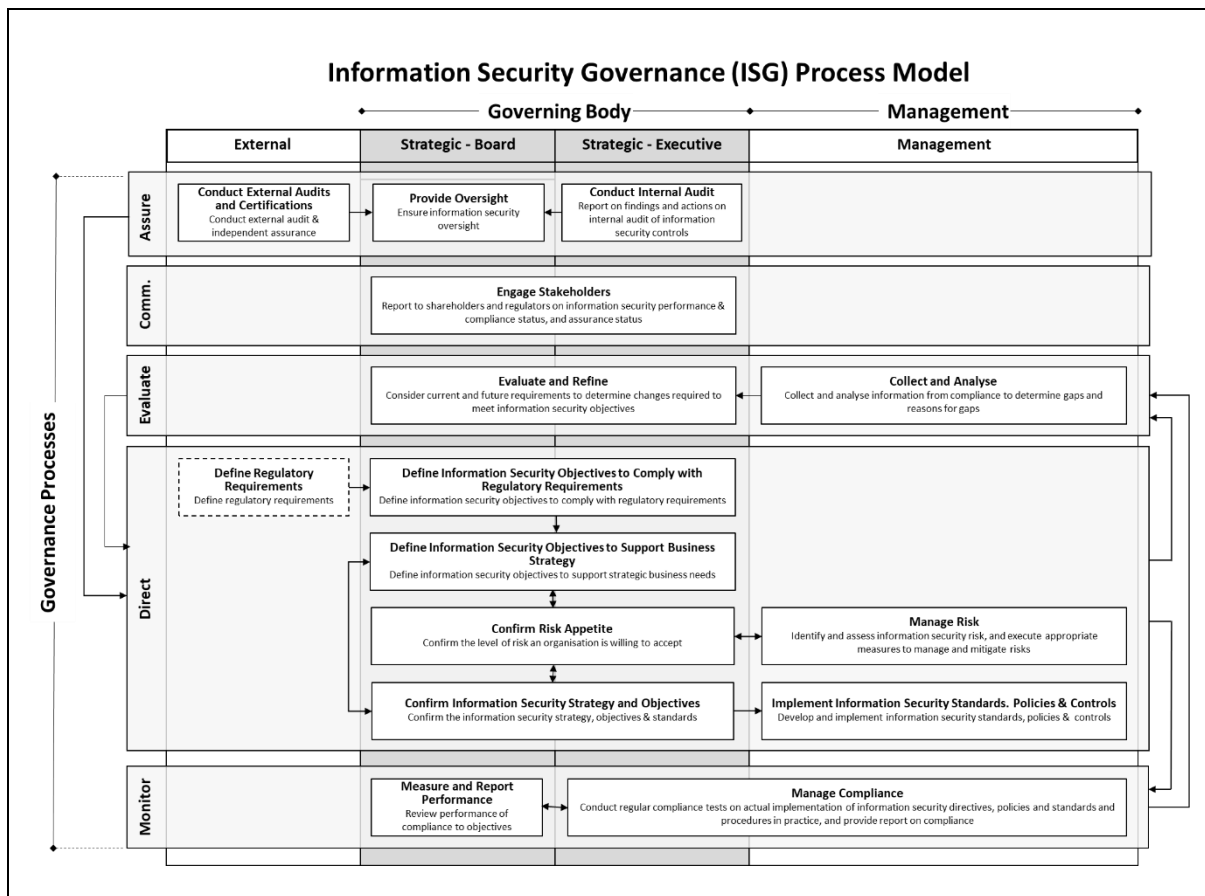 Information Security Governance (ISG) Process Model
Governing Body
Management
External
Strategic - Board
Strategic - Executive
Management
Governance Processes
Assure
Conduct External Audits
and Certifications
Conduct external audit &
independent assurance
Provide Oversight
Ensure information security
oversight
Conduct Internal Audit
Report on findings and actions on
internal audit of information
security controls
Comm.
Engage Stakeholders
Report to shareholders and regulators on information security performance &
compliance status, and assurance status
Evaluate
Evaluate and Refine
Consider current and future requirements to determine changes required to
meet information security objectives
Collect and Analyse
Collect and analyse information from compliance to determine gaps and
reasons for gaps
Direct
Define Regulatory
Requirements
Define regulatory requirements
Define Information Security Objectives to Comply with
Regulatory Requirements
Define information security objectives to comply with regulatory requirements
Define Information Security Objectives to Support Business
Strategy
Define information security objectives to support strategic business needs
Confirm Risk Appetite
Confirm the level of risk an organisation is willing to accept
Manage Risk
Identify and assess information security risk, and execute appropriate
measures to manage and mitigate risks
Confirm Information Security Strategy and Objectives
Confirm the information security strategy, objectives & standards
Implement Information Security Standards. Policies & Controls
Develop and implement information security standards, policies & controls
Monitor
Measure and Report
Performance
Review performance of
compliance to objectives
Manage Compliance
Conduct regular compliance tests on actual implementation of information security directives, policies and standards and
procedures in practice, and provide report on compliance